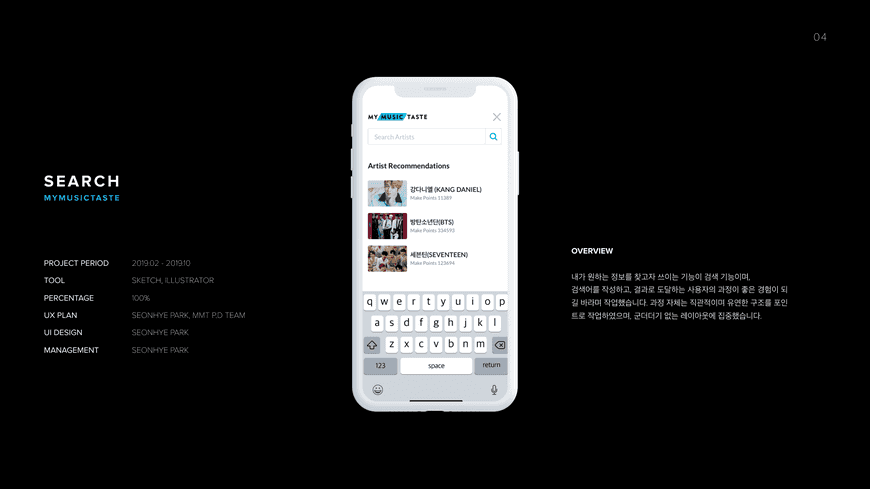 04
SEARCH
MYMUSICTASTE
PROJECT PERIOD 2019.02 - 2019.10
TOOL SKETCH, ILLUSTRATOR
PERCENTAGE 100%
UX PLAN SEONHYE PARK, MMT P.D TEAM
UI DESIGN SEONHYE PARK
MANAGEMENT SEONHYE PARK
MY MUSIC TASTE
Search Artists
Artist Recommendations
강다니엘 (KANG DANIEL)
Make Points 11389
방탄소년단(BTS)
Make Points 334593
세븐틴(SEVENTEEN)
Make Points 123694
q w e r t y u i o p
a s d f g h j k l
z x c v b n m
123 space return
OVERVIEW
내가 원하는 정보를 찾고자 쓰이는 기능이 검색 기능이며,
검색어를 작성하고, 결과로 도달하는 사용자의 과정이 좋은 경험이 되
길 바라며 작업했습니다. 과정 자체는 직관적이며 유연한 구조를 포인
트로 작업하였으며, 군더더기 없는 레이아웃에 집중했습니다.